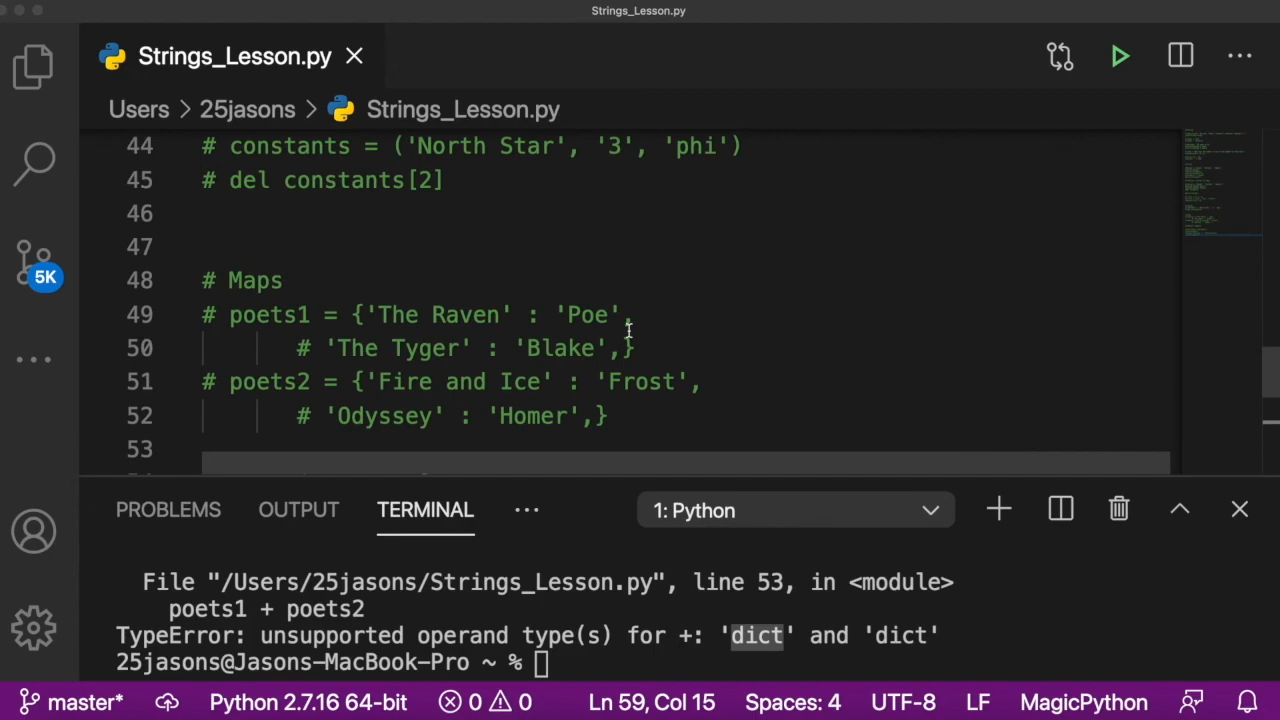 Strings_Lesson.py
Strings_Lesson.py
Users > 25jasons > Strings_Lesson.py
44 # constants = ('North Star', '3', 'phi')
45 # del constants[2]
46
47
48 # Maps
49 # poets1 = {'The Raven' : 'Poe',
50 # 'The Tyger' : 'Blake',}
51 # poets2 = {'Fire and Ice' : 'Frost',
52 # 'Odyssey' : 'Homer',}
53
5K
PROBLEMS OUTPUT TERMINAL ··· 1: Python
File "/Users/25jasons/Strings_Lesson.py", line 53, in <module>
poets1 + poets2
TypeError: unsupported operand type(s) for +: 'dict' and 'dict'
25jasons@Jasons-MacBook-Pro ~ %
master* Python 2.7.16 64-bit 0 0 Ln 59, Col 15 Spaces: 4 UTF-8 LF MagicPython